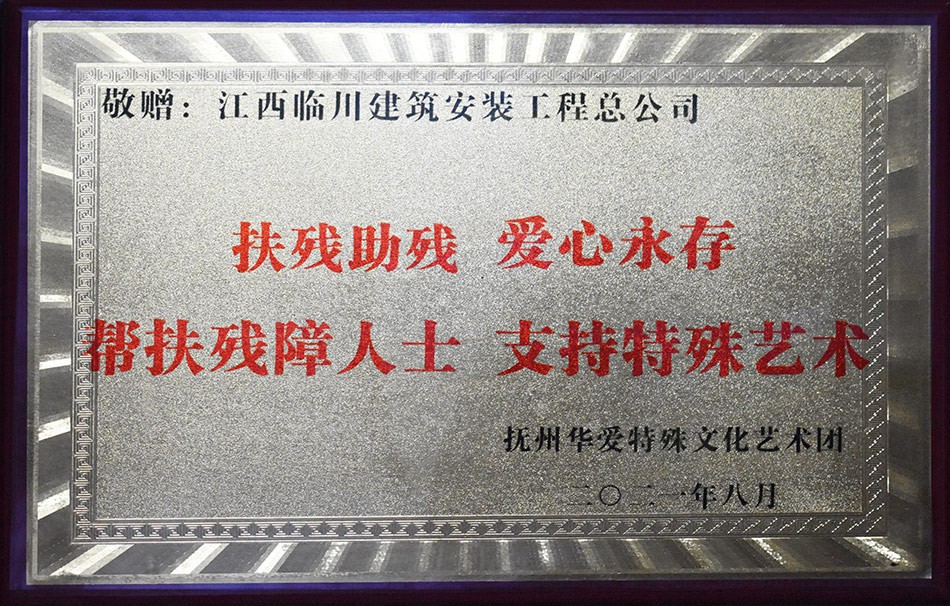 敬赠：江西临川建筑安装工程总公司
扶残助残 爱心永存
帮扶残障人士 支持特殊艺术
抚州华爱特殊文化艺术团
二〇二一年八月